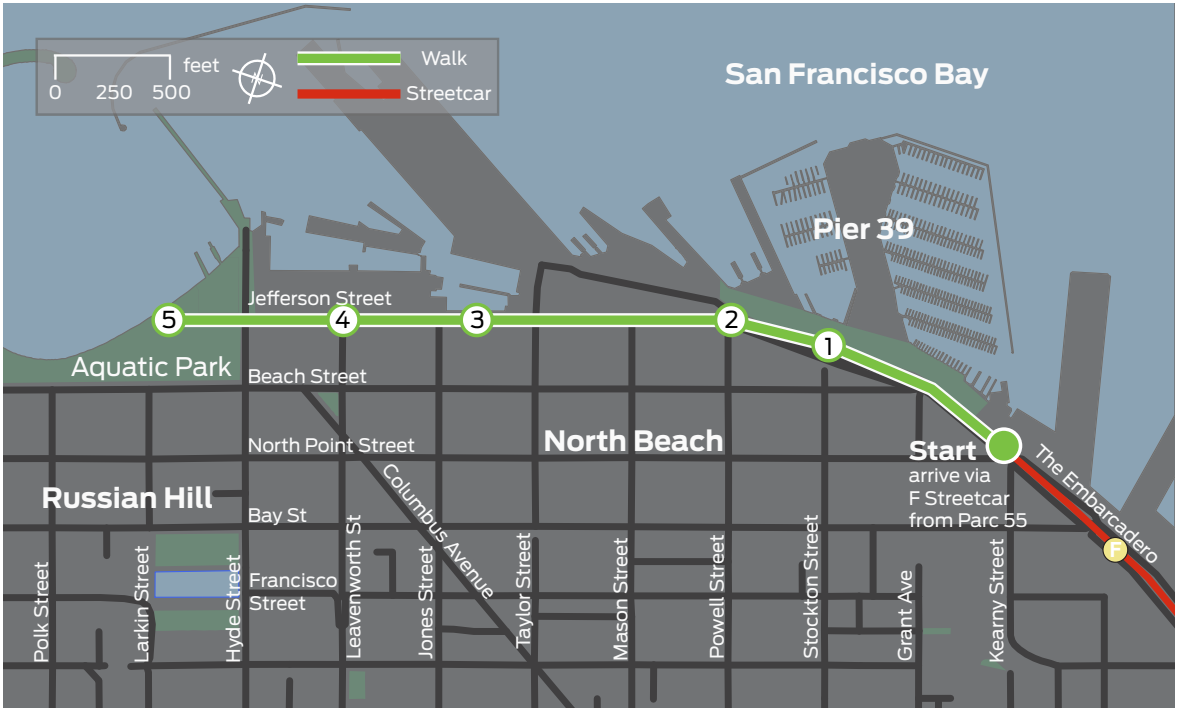 feet
0 250 500
Walk
Streetcar
San Francisco Bay
Pier 39
Jefferson Street
5
4
3
2
1
Aquatic Park
Beach Street
North Point Street
North Beach
Start
arrive via
F Streetcar
from Parc 55
The Embarcadero
F
Russian Hill
Columbus Avenue
Bay St
Francisco
Street
Polk Street
Larkin Street
Hyde Street
Leavenworth St
Jones Street
Taylor Street
Mason Street
Powell Street
Stockton Street
Grant Ave
Kearny Street